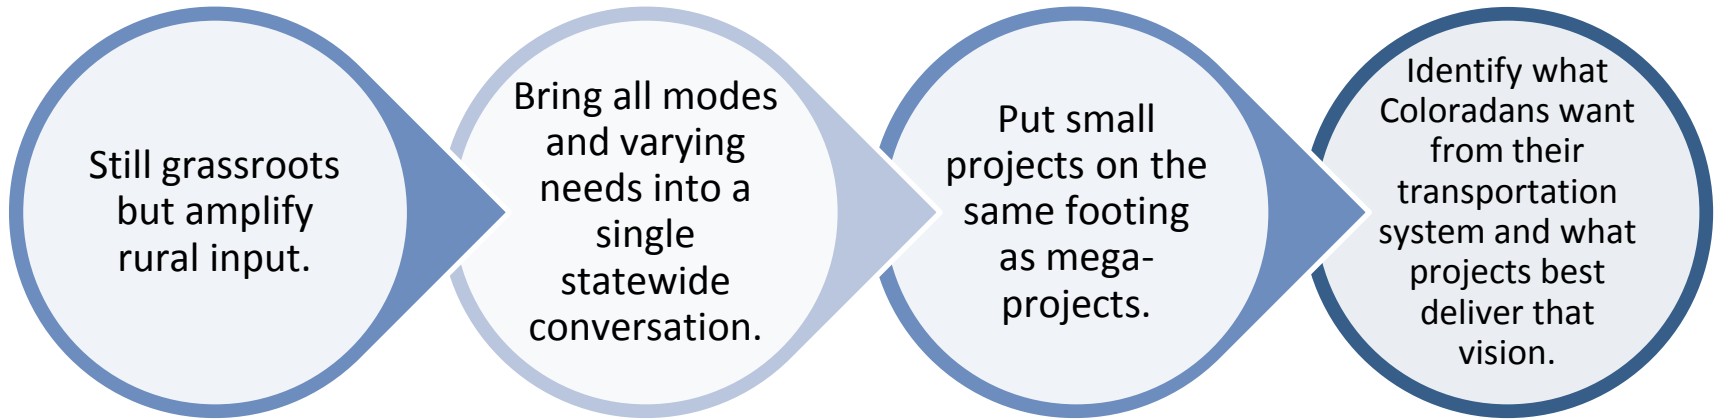 Still grassroots
but amplify
rural input.
Bring all modes
and varying
needs into a
single
statewide
conversation.
Put small
projects on the
same footing
as mega-
projects.
Identify what
Coloradans want
from their
transportation
system and what
projects best
deliver that
vision.